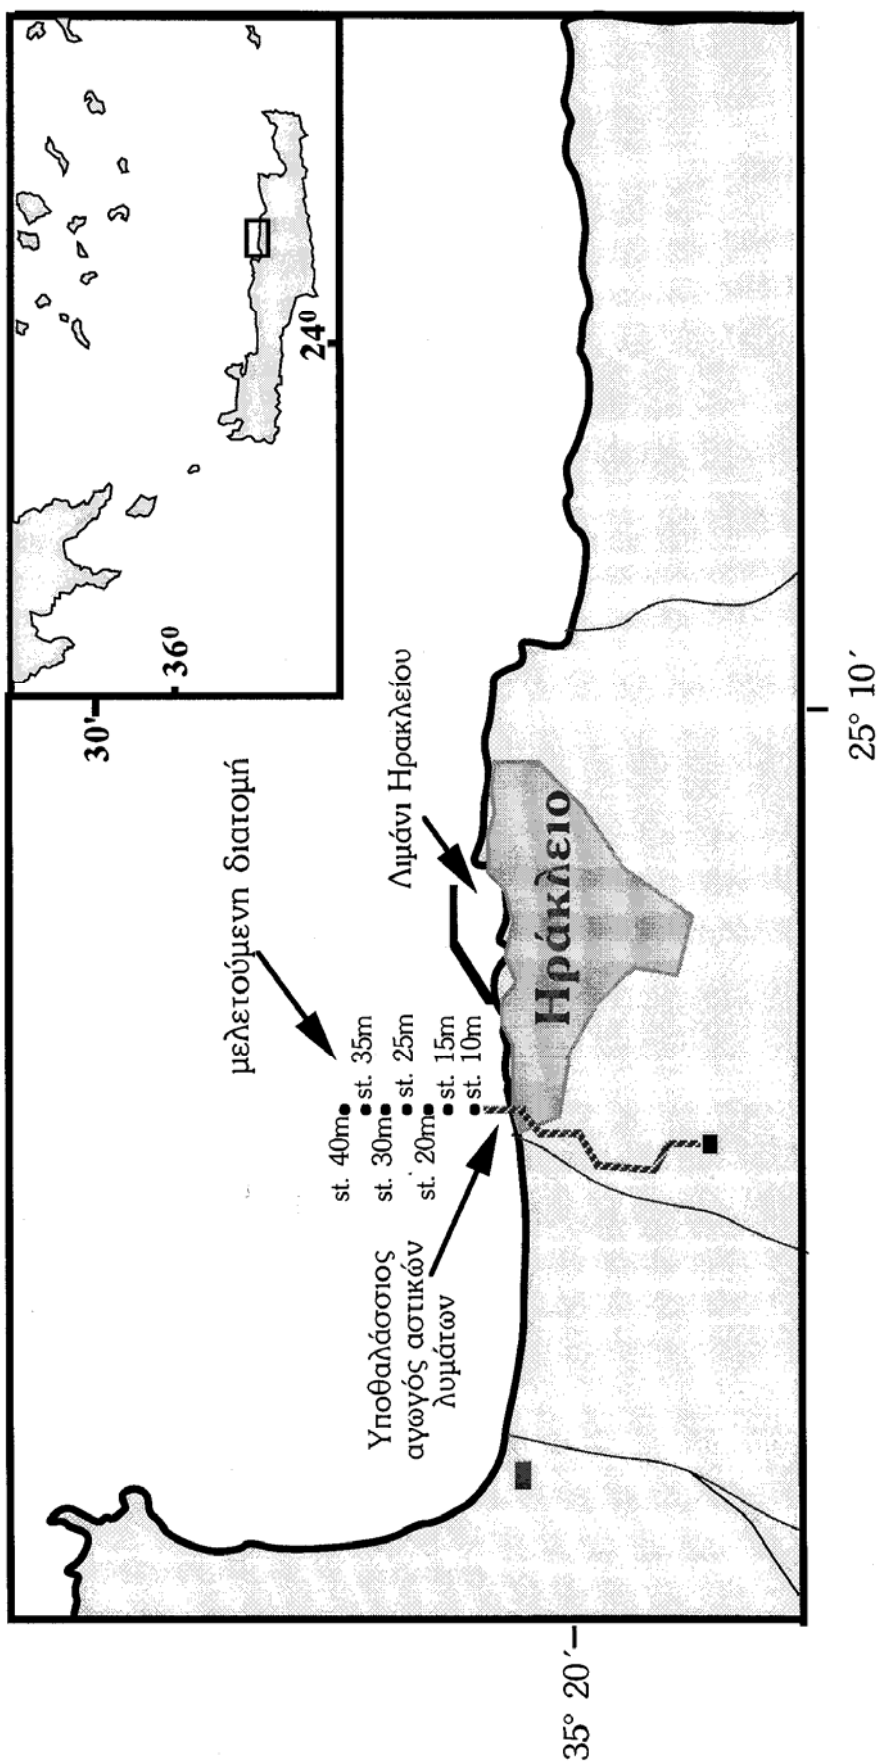 30'
36⁰
24⁰
μελετούμενη διατομή
Λιμάνι Ηρακλείου
st. 40m
st. 35m
st. 30m
st. 25m
st. 20m
st. 15m
st. 10m
Υποθαλάσσιος
αγωγός αστικών
λυμάτων
Ηράκλειο
35° 20´
25° 10´